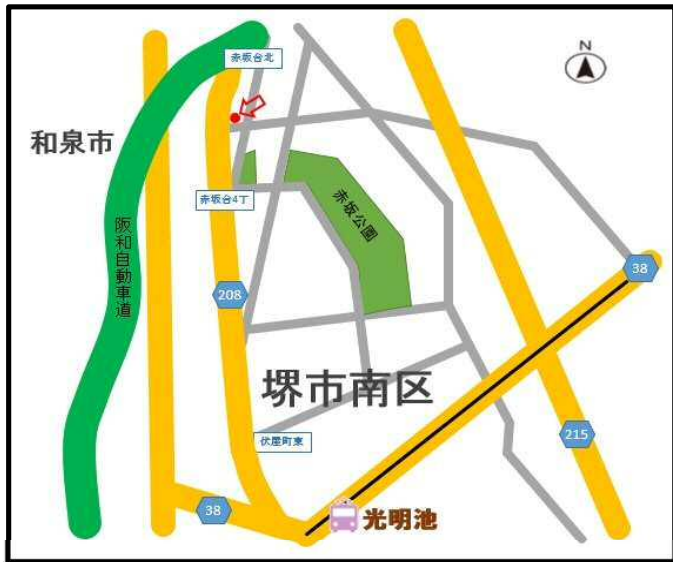 赤坂台北
N
和泉市
赤坂台4丁
赤坂公園
阪和自動車道
38
208
堺市南区
伏屋町東
215
38
光明池